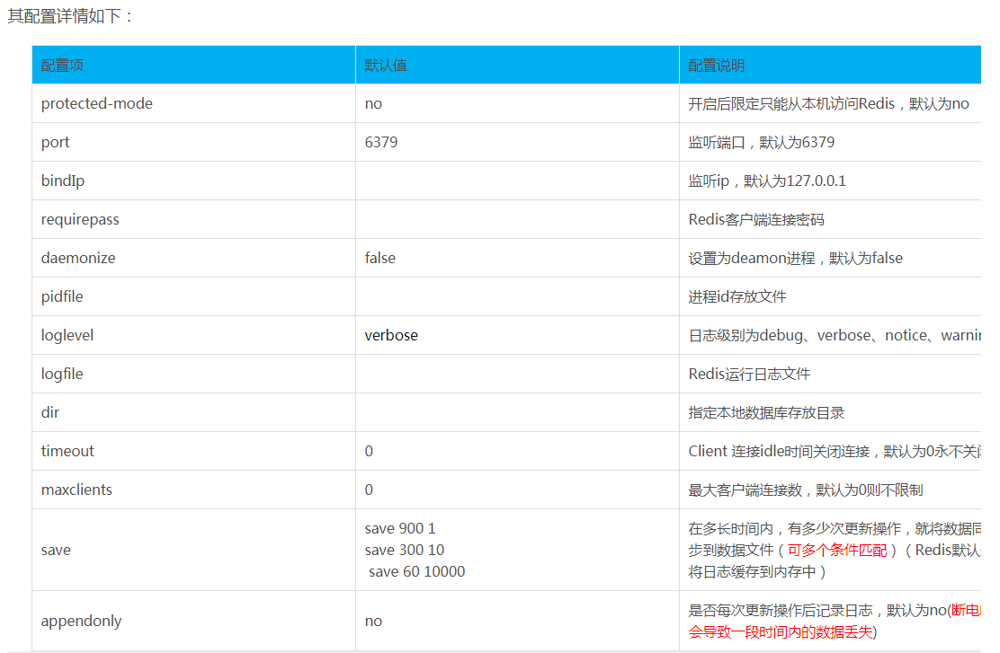 其配置详情如下：
配置项 默认值 配置说明
protected-mode no 开启后限定只能从本机访问Redis，默认为no
port 6379 监听端口，默认为6379
bindIp 监听ip，默认为127.0.0.1
requirepass Redis客户端连接密码
daemonize false 设置为deamon进程，默认为false
pidfile 进程id存放文件
loglevel verbose 日志级别为debug、verbose、notice、
logfile Redis运行日志文件
dir 指定本地数据库存放目录
timeout 0 Client 连接idle时间关闭连接，默认为0永不关
maxclients 0 最大客户端连接数，默认为0则不限制
save
save 900 1
save 300 10
save 60 10000
在多长时间内，有多少次更新操作，就将数据同
步到数据文件（可多个条件匹配）（Redis默认
将日志缓存到内存中）
appendonly no
是否每次更新操作后记录日志，默认为no(断电
会导致一段时间内的数据丢失)